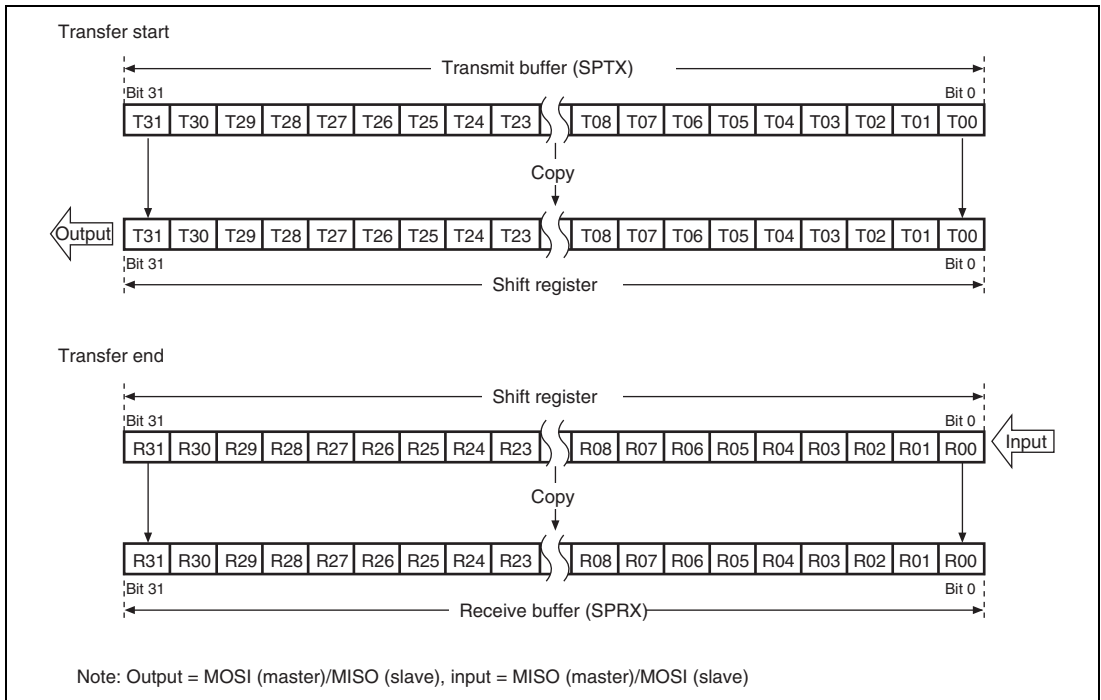 Transfer start
Transmit buffer (SPTX)
Bit 31 Bit 0
T31 T30 T29 T28 T27 T26 T25 T24 T23 T08 T07 T06 T05 T04 T03 T02 T01 T00
Copy
Output T31 T30 T29 T28 T27 T26 T25 T24 T23 T08 T07 T06 T05 T04 T03 T02 T01 T00
Bit 31 Bit 0
Shift register
Transfer end
Shift register
Bit 31 Bit 0
R31 R30 R29 R28 R27 R26 R25 R24 R23 R08 R07 R06 R05 R04 R03 R02 R01 R00 Input
Copy
R31 R30 R29 R28 R27 R26 R25 R24 R23 R08 R07 R06 R05 R04 R03 R02 R01 R00
Bit 31 Bit 0
Receive buffer (SPRX)
Note: Output = MOSI (master)/MISO (slave), input = MISO (master)/MOSI (slave)